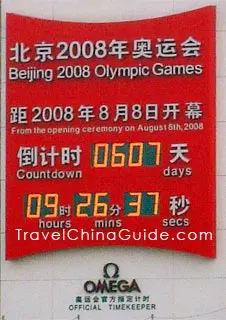 北京2008年奥运会
Beijing 2008 Olympic Games
距2008年8月8日开幕
From the opening ceremony on August 8th, 2008
倒计时 0607 天
Countdown days
09时 26分 37 秒
hours mins secs
TravelChinaGuide.com
Ω
OMEGA
奥运会官方指定计时
OFFICIAL TIMEKEEPER